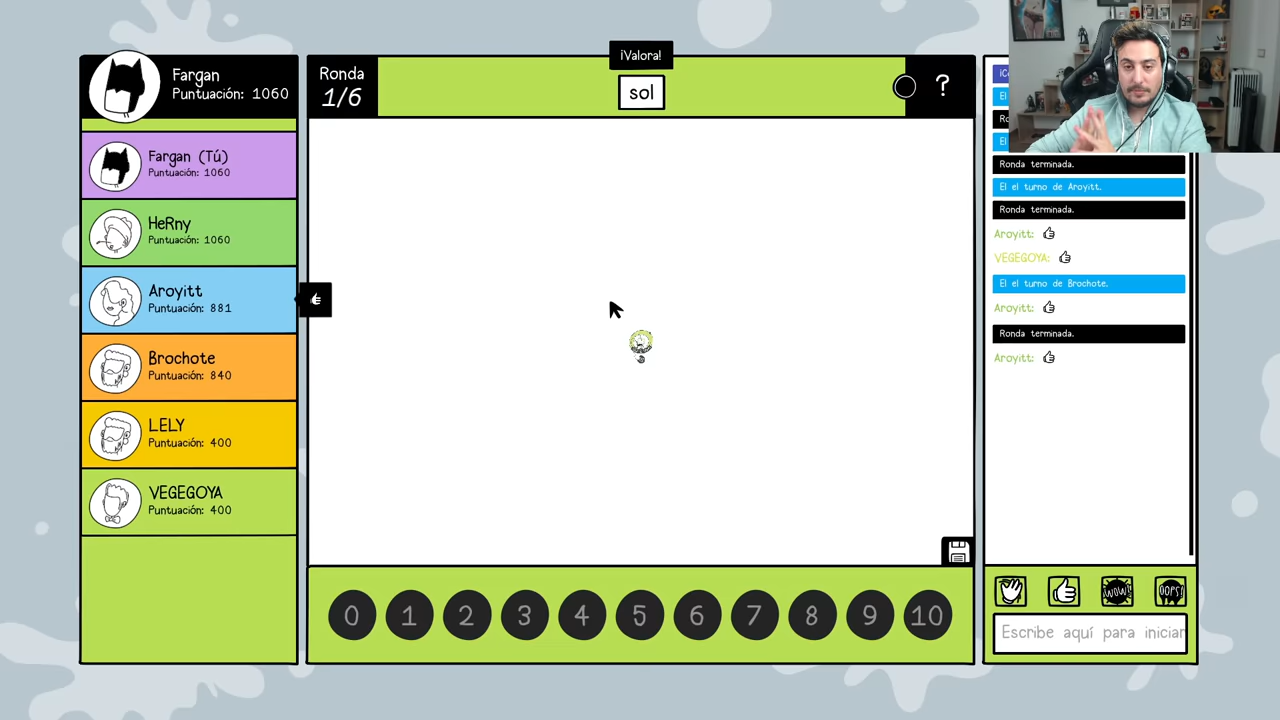 Fargan
Puntuación: 1060
Fargan (Tú)
Puntuación: 1060
HeRny
Puntuación: 1060
Aroyitt
Puntuación: 881
Brochote
Puntuación: 840
LELY
Puntuación: 400
VEGEGOYA
Puntuación: 400
Ronda
1/6
¡Valora!
sol
?
0 1 2 3 4 5 6 7 8 9 10
Ronda terminada.
El el turno de Aroyitt.
Ronda terminada.
Aroyitt:
VEGEGOYA:
El el turno de Brochote.
Aroyitt:
Ronda terminada.
Aroyitt:
WOW!
OOPS!
Escribe aquí para iniciar